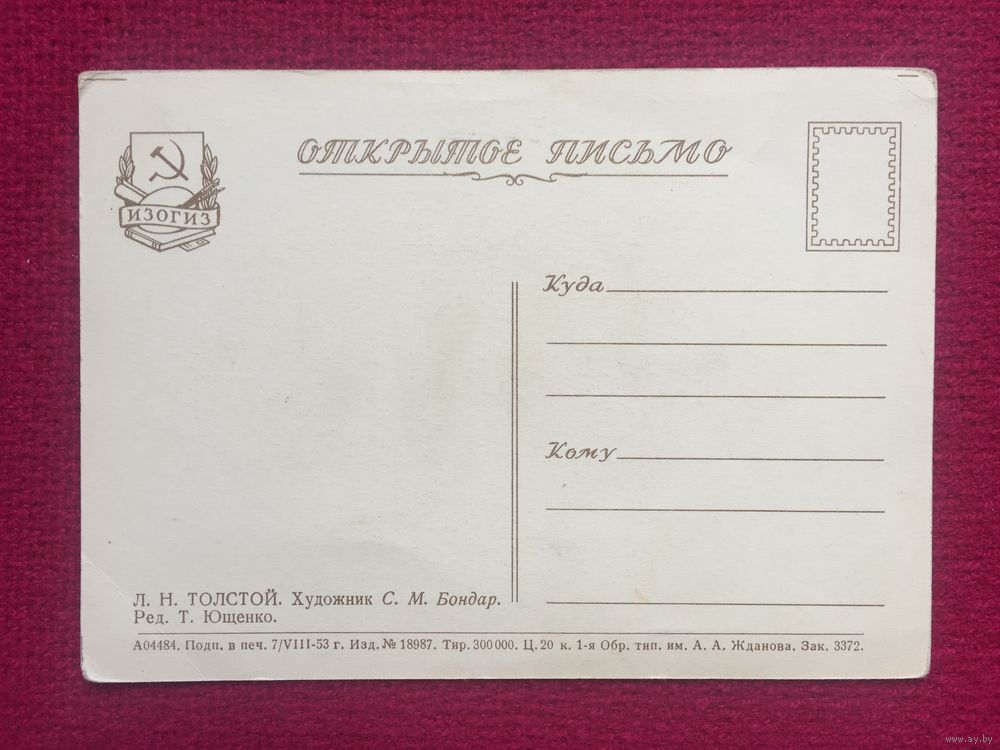 ОТКРЫТОЕ ПИСЬМО
ИЗОГИЗ
Куда
Кому
Л. Н. ТОЛСТОЙ. Художник С. М. Бондар.
Ред. Т. Ющенко.
А04484. Подп. в печ. 7/VIII-53 г. Изд. № 18987. Тир. 300 000. Ц. 20 к. 1-я Обр. тип. им. А. А. Жданова. Зак. 3372.
www.ay.by